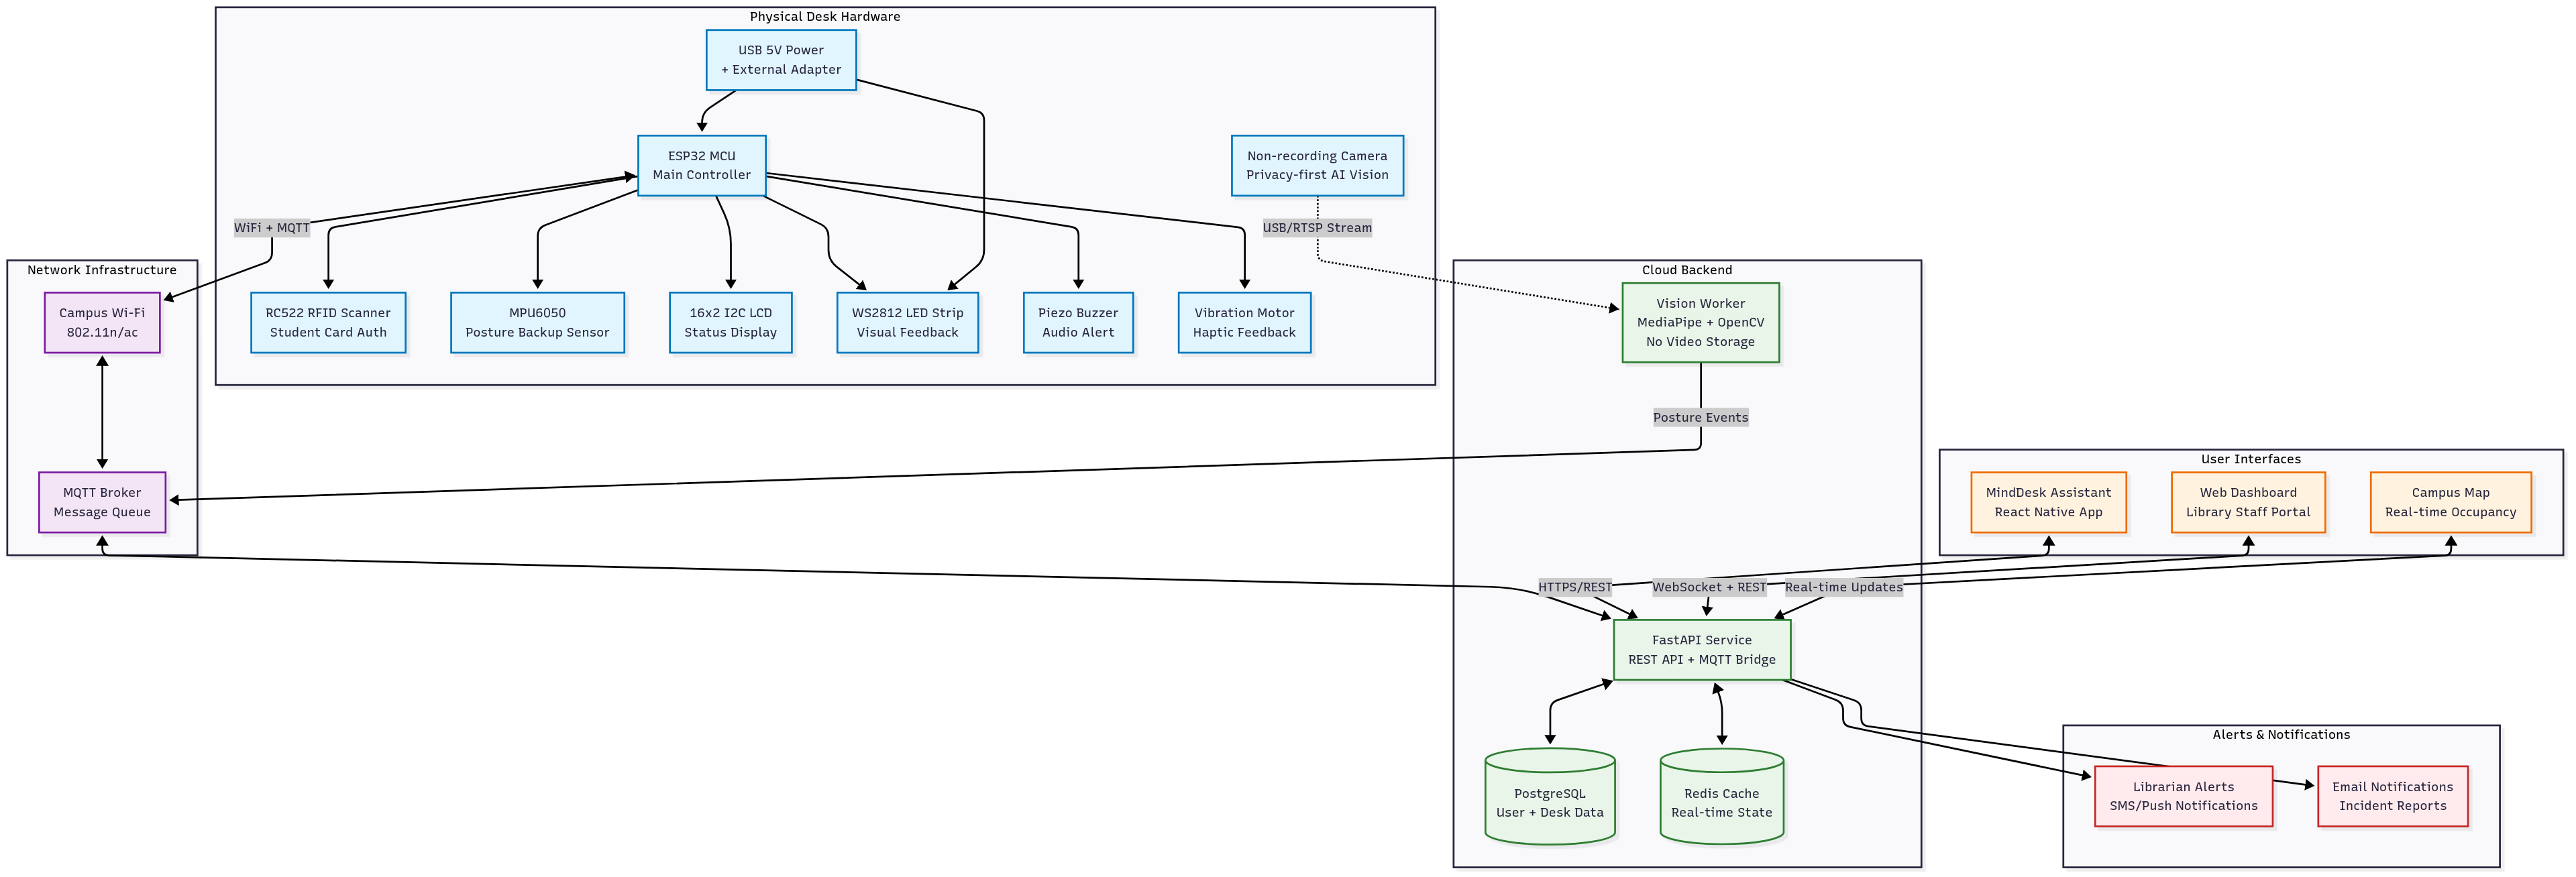 Physical Desk Hardware
USB 5V Power
+ External Adapter
ESP32 MCU
Main Controller
Non-recording Camera
Privacy-first AI Vision
WiFi + MQTT
USB/RTSP Stream
RC522 RFID Scanner
Student Card Auth
MPU6050
Posture Backup Sensor
16x2 I2C LCD
Status Display
WS2812 LED Strip
Visual Feedback
Piezo Buzzer
Audio Alert
Vibration Motor
Haptic Feedback
Network Infrastructure
Campus Wi-Fi
802.11n/ac
MQTT Broker
Message Queue
Cloud Backend
Vision Worker
MediaPipe + OpenCV
No Video Storage
Posture Events
User Interfaces
MindDesk Assistant
React Native App
Web Dashboard
Library Staff Portal
Campus Map
Real-time Occupancy
HTTPS/REST
WebSocket + REST
Real-time Updates
FastAPI Service
REST API + MQTT Bridge
PostgreSQL
User + Desk Data
Redis Cache
Real-time State
Alerts & Notifications
Librarian Alerts
SMS/Push Notifications
Email Notifications
Incident Reports